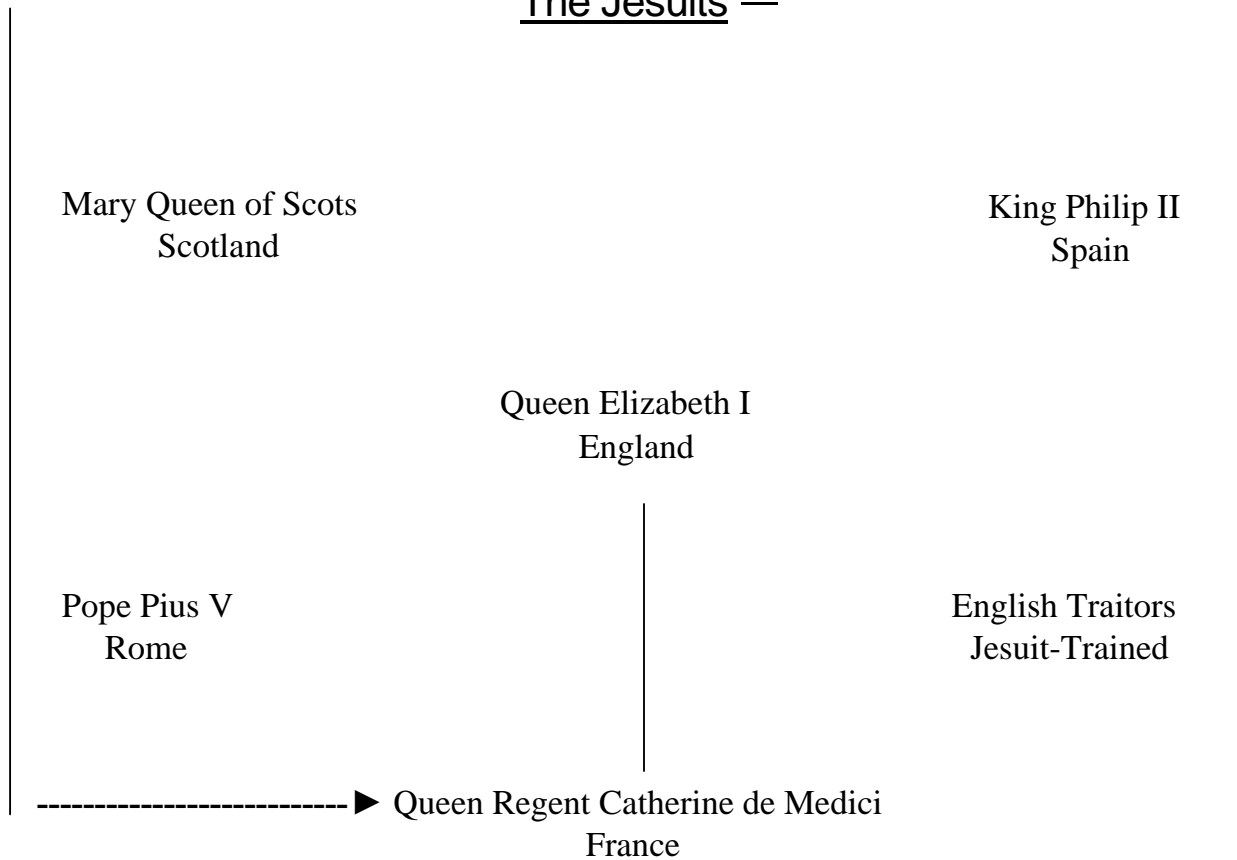 The Jesuits —
Mary Queen of Scots
Scotland
King Philip II
Spain
Queen Elizabeth I
England
Pope Pius V
Rome
English Traitors
Jesuit-Trained
--------------------------► Queen Regent Catherine de Medici
France